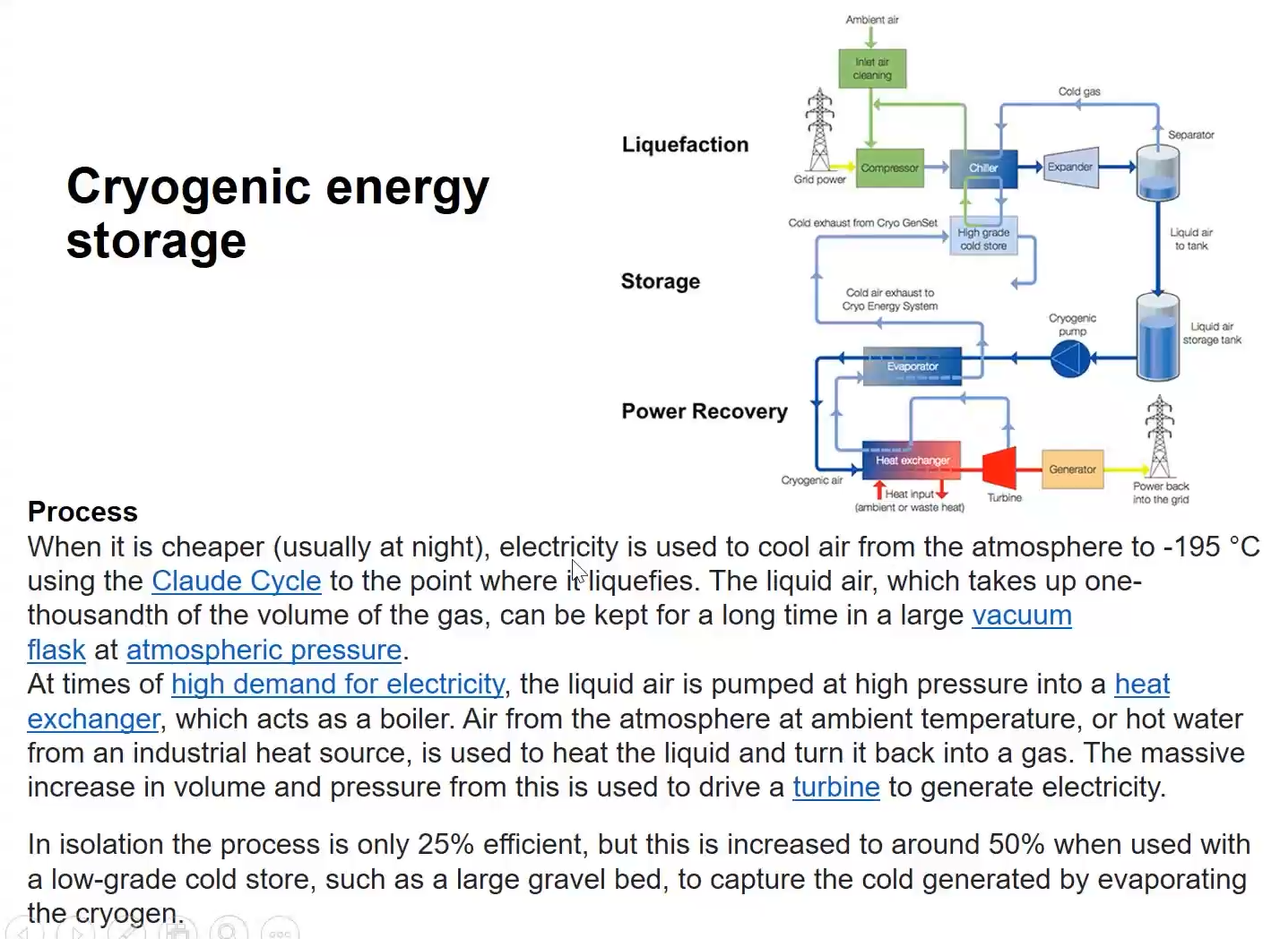 Ambient air
Inlet air
cleaning
Cold gas
Separator
Liquefaction
Compressor
Chiller
Expander
Grid power
Cryogenic energy
storage
Cold exhaust from Cryo GenSet
High grade
cold store
Liquid air
to tank
Storage
Cold air exhaust to
Cryo Energy System
Cryogenic
pump
Liquid air
storage tank
Evaporator
Power Recovery
Heat exchanger
Generator
Cryogenic air
Heat input
(ambient or waste heat)
Turbine
Power back
into the grid
Process
When it is cheaper (usually at night), electricity is used to cool air from the atmosphere to -195 °C
using the Claude Cycle to the point where it liquefies. The liquid air, which takes up one-
thousandth of the volume of the gas, can be kept for a long time in a large vacuum
flask at atmospheric pressure.
At times of high demand for electricity, the liquid air is pumped at high pressure into a heat
exchanger, which acts as a boiler. Air from the atmosphere at ambient temperature, or hot water
from an industrial heat source, is used to heat the liquid and turn it back into a gas. The massive
increase in volume and pressure from this is used to drive a turbine to generate electricity.
In isolation the process is only 25% efficient, but this is increased to around 50% when used with
a low-grade cold store, such as a large gravel bed, to capture the cold generated by evaporating
the cryogen.